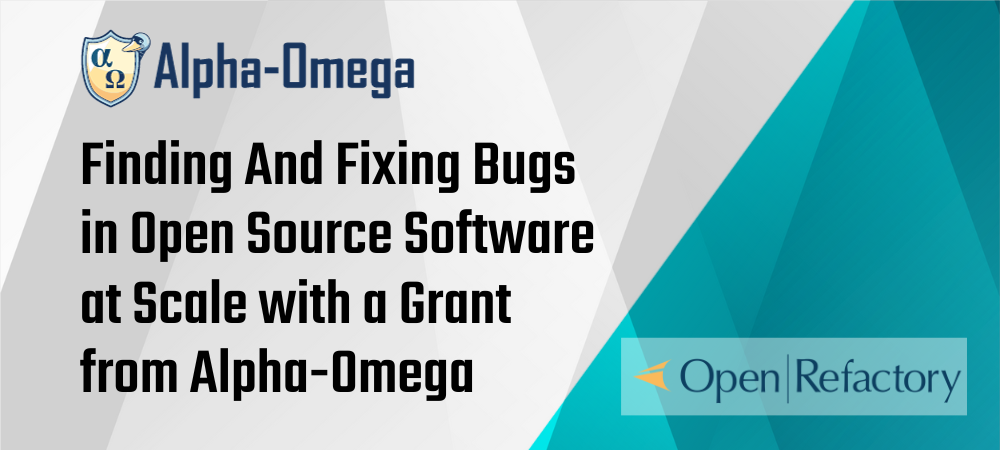 αΩ
Alpha-Omega
Finding And Fixing Bugs
in Open Source Software
at Scale with a Grant
from Alpha-Omega
Open|Refactory